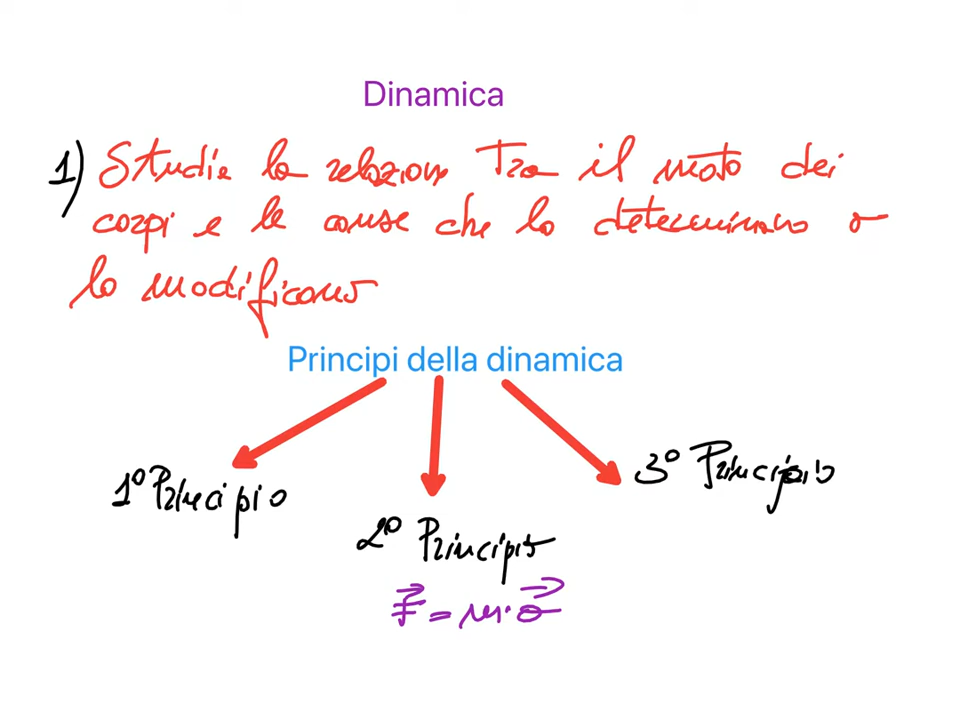 Dinamica
1) Studia la relazione tra il moto dei
corpi e le cause che lo determinano o
lo modificano
Principi della dinamica
1° Principio
3° Principio
2° Principio
F⃗ = m·a⃗